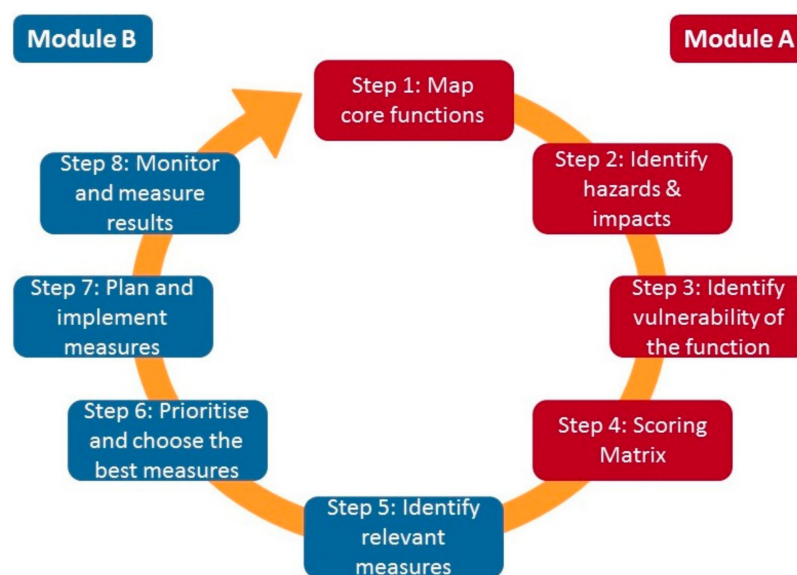 Module B
Module A
Step 1: Map
core functions
Step 2: Identify
hazards &
impacts
Step 3: Identify
vulnerability of
the function
Step 4: Scoring
Matrix
Step 5: Identify
relevant
measures
Step 6: Prioritise
and choose the
best measures
Step 7: Plan and
implement
measures
Step 8: Monitor
and measure
results